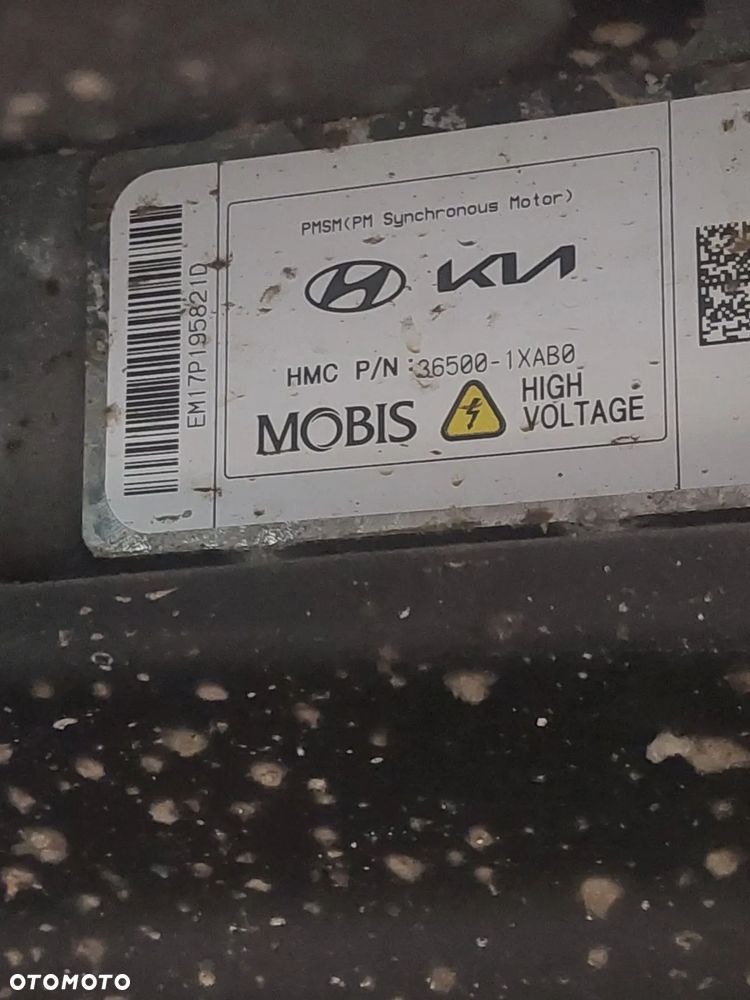 EM17P195821D
PMSM(PM Synchronous Motor)
KIA
HMC P/N :36500-1XAB0
MOBIS
HIGH
VOLTAGE
OTOMOTO